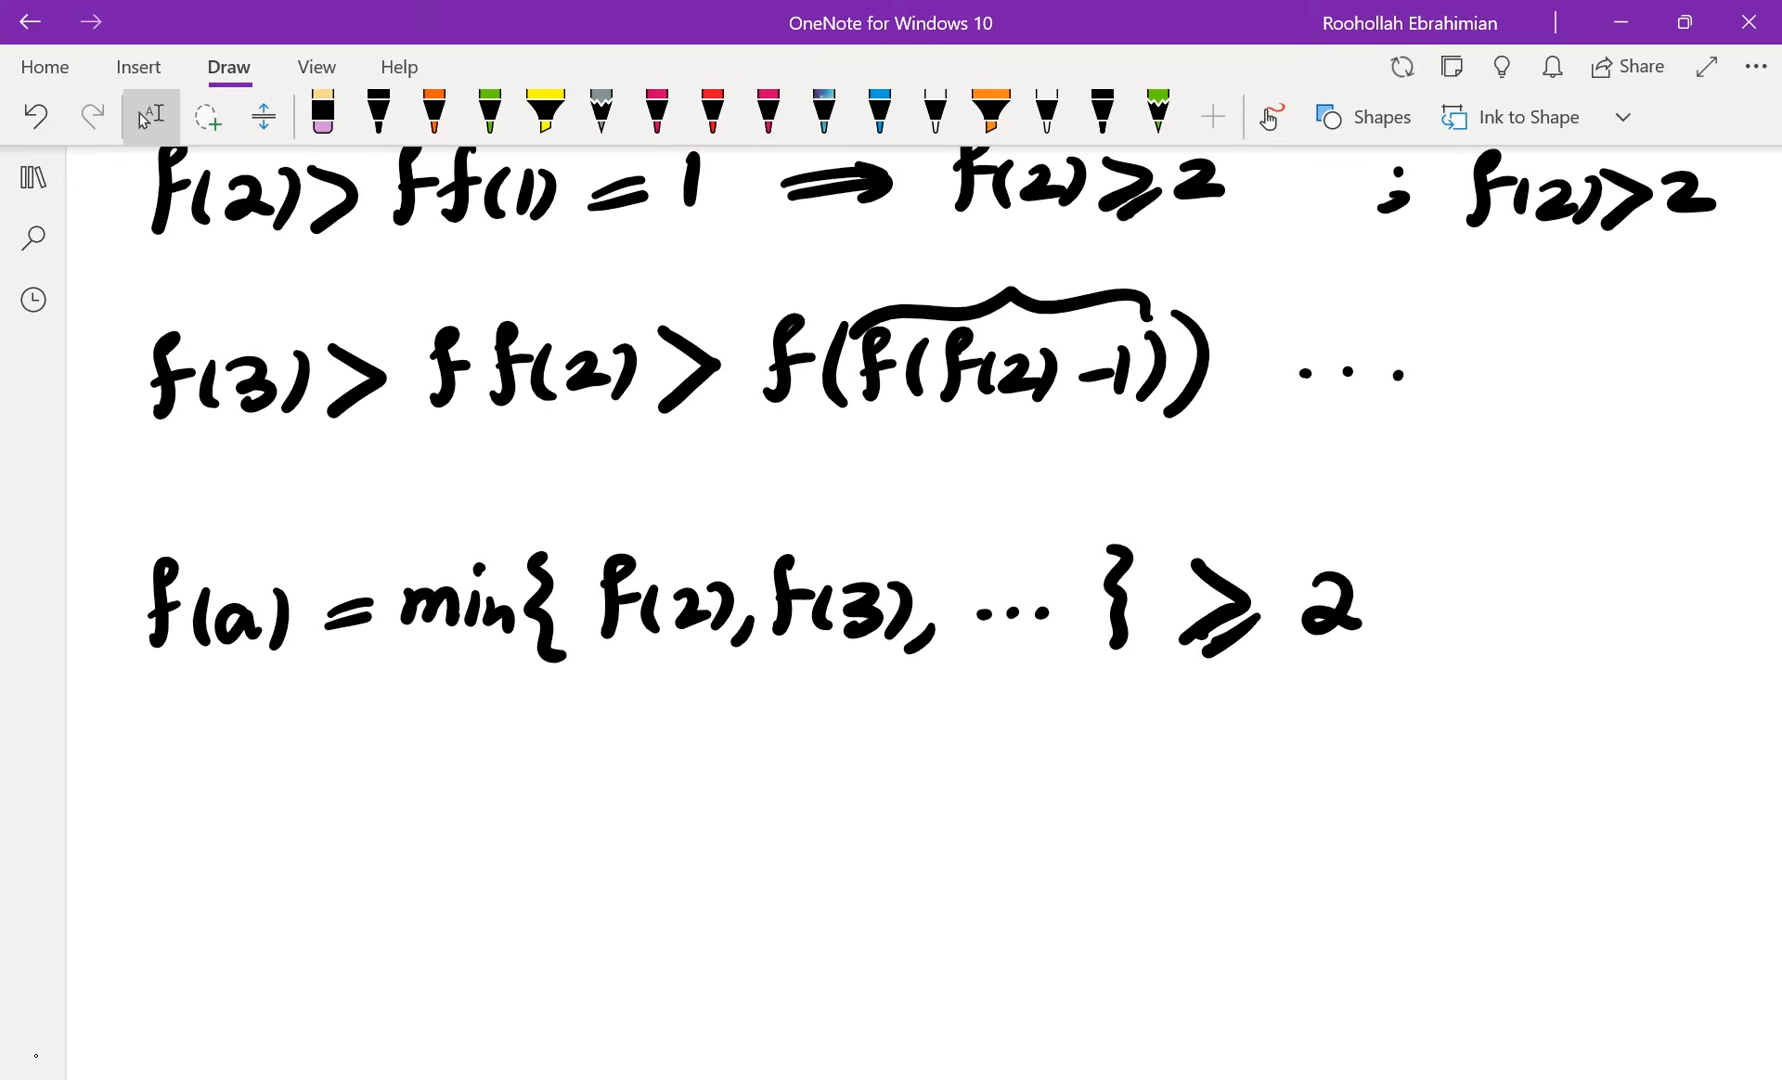 OneNote for Windows 10 Roohollah Ebrahimian
Home Insert Draw View Help Share
Shapes Ink to Shape
f(2) > ff(1) = 1 ⟹ f(2) ⩾ 2 ; f(2) > 2
f(3) > ff(2) > f(f(f(2)-1)) ...
f(a) = min{ f(2), f(3), ... } ⩾ 2